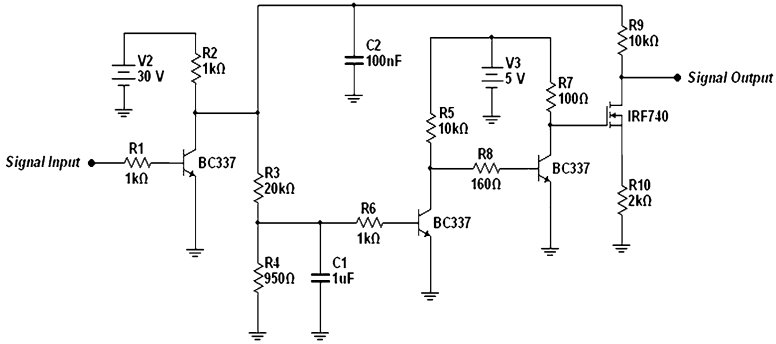 V2
30 V
R2
1kΩ
C2
100nF
V3
5 V
R9
10kΩ
Signal Output
R5
10kΩ
R7
100Ω
IRF740
Signal Input
R1
1kΩ
BC337
R3
20kΩ
R8
160Ω
BC337
R10
2kΩ
R6
1kΩ
BC337
R4
950Ω
C1
1uF